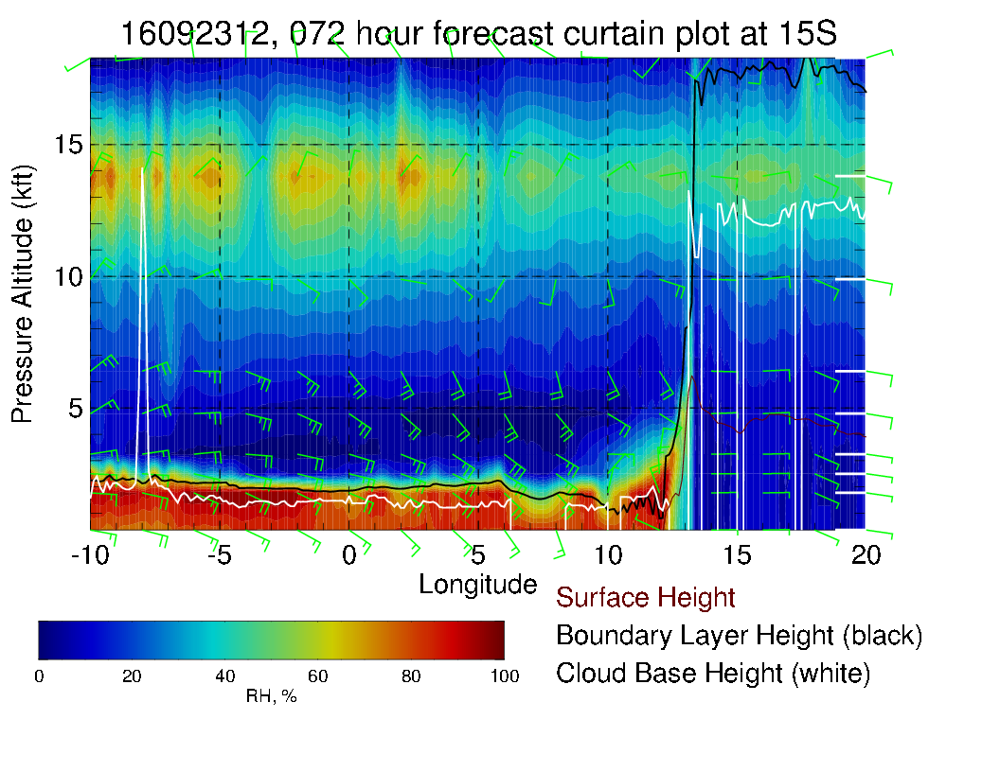 16092312, 072 hour forecast curtain plot at 15S
Pressure Altitude (kft)
15
10
5
-10 -5 0 5 10 15 20
Longitude
Surface Height
Boundary Layer Height (black)
Cloud Base Height (white)
0 20 40 60 80 100
RH, %